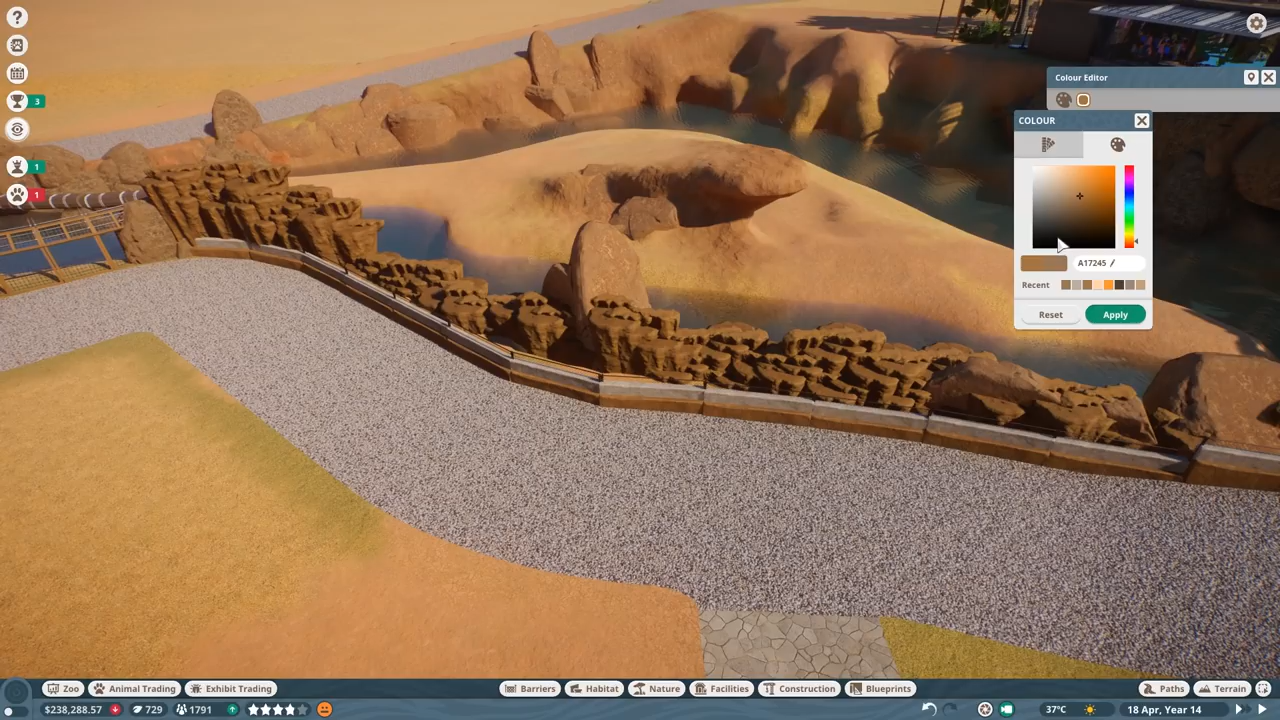 ?
3
1
1
Colour Editor
COLOUR
A17245
Recent
Reset
Apply
Zoo
Animal Trading
Exhibit Trading
Barriers
Habitat
Nature
Facilities
Construction
Blueprints
Paths
Terrain
$238,288.57
729
1791
37°C
18 Apr, Year 14